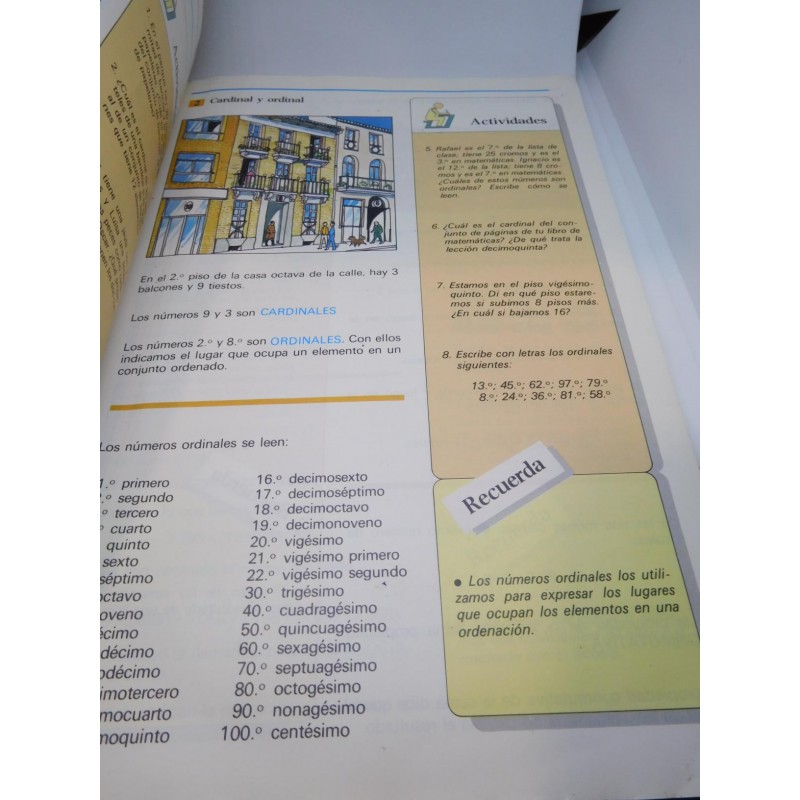 2 Cardinal y ordinal
En el 2.º piso de la casa octava de la calle, hay 3
balcones y 9 tiestos.
Los números 9 y 3 son CARDINALES
Los números 2.º y 8.º son ORDINALES. Con ellos
indicamos el lugar que ocupa un elemento en un
conjunto ordenado.
Los números ordinales se leen:
1.º primero
.º segundo
º tercero
º cuarto
quinto
sexto
séptimo
octavo
oveno
écimo
décimo
odécimo
imotercero
mocuarto
moquinto
16.º decimosexto
17.º decimoséptimo
18.º decimoctavo
19.º decimonoveno
20.º vigésimo
21.º vigésimo primero
22.º vigésimo segundo
30.º trigésimo
40.º cuadragésimo
50.º quincuagésimo
60.º sexagésimo
70.º septuagésimo
80.º octogésimo
90.º nonagésimo
100.º centésimo
Actividades
5. Rafael es el 7.º de la lista de
clase; tiene 25 cromos y es el
3.º en matemáticas. Ignacio es
el 12.º de la lista; tiene 8 cro-
mos y es el 7.º en matemáticas.
¿Cuáles de estos números son
ordinales? Escribe cómo se
leen.
6. ¿Cuál es el cardinal del con-
junto de páginas de tu libro de
matemáticas? ¿De qué trata la
lección decimoquinta?
7. Estamos en el piso vigésimo-
quinto. Di en qué piso estare-
mos si subimos 8 pisos más.
¿En cuál si bajamos 16?
8. Escribe con letras los ordinales
siguientes:
13.º; 45.º; 62.º; 97.º; 79.º
8.º; 24.º; 36.º; 81.º; 58.º
Recuerda
• Los números ordinales los utili-
zamos para expresar los lugares
que ocupan los elementos en una
ordenación.